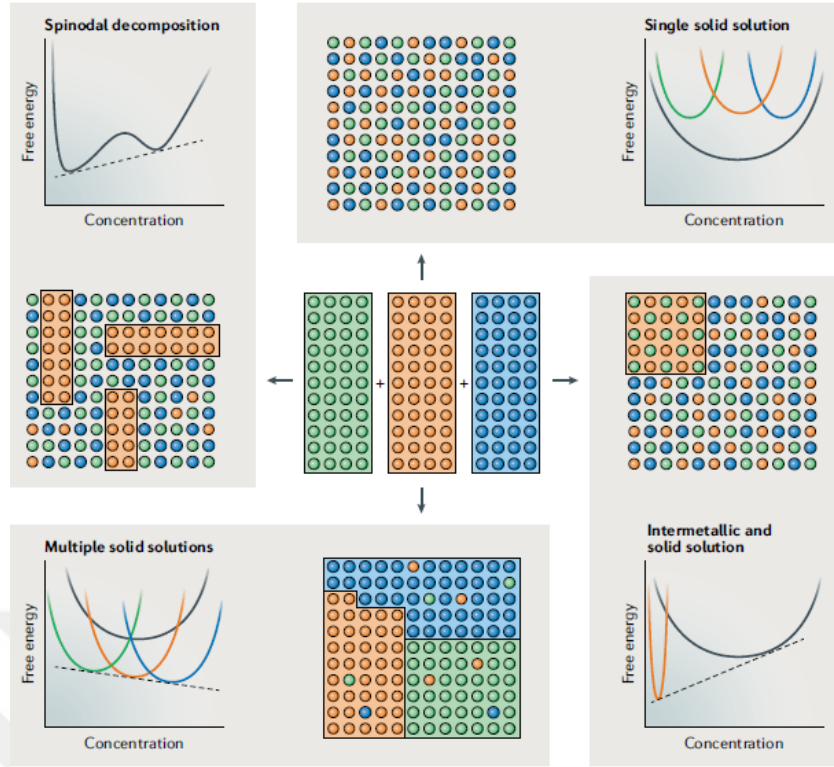 Spinodal decomposition
Free energy
Concentration
Single solid solution
Free energy
Concentration
+
+
Multiple solid solutions
Free energy
Concentration
Intermetallic and
solid solution
Free energy
Concentration